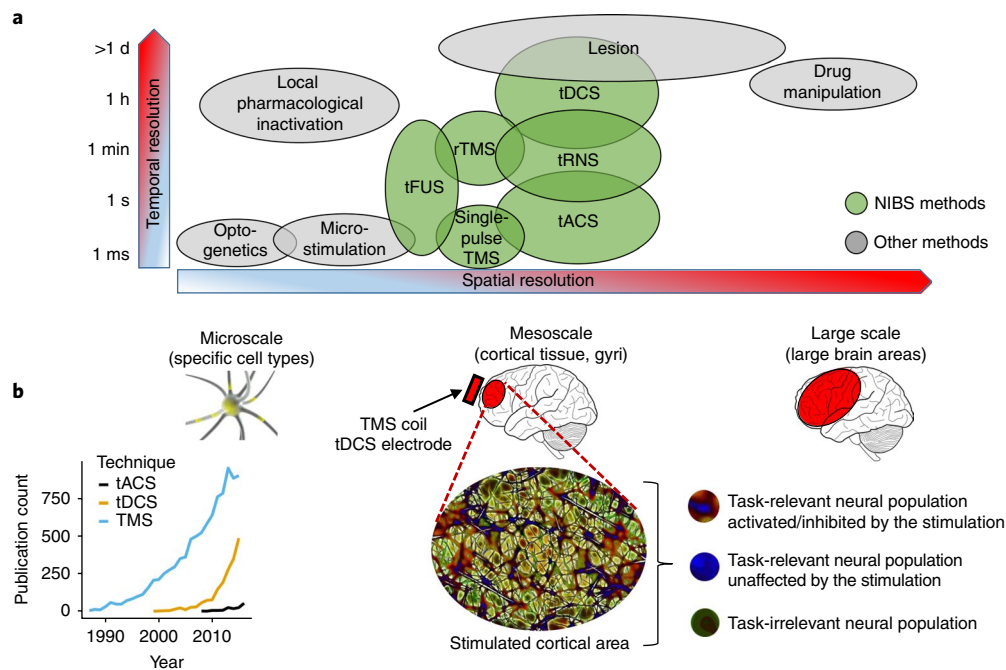 a
>1 d
1 h
1 min
1 s
1 ms
Temporal resolution
Lesion
Local
pharmacological
inactivation
Drug
manipulation
tDCS
rTMS
tRNS
tFUS
tACS
Single-
pulse
TMS
Opto-
genetics
Micro-
stimulation
NIBS methods
Other methods
Spatial resolution
Microscale
(specific cell types)
Mesoscale
(cortical tissue, gyri)
Large scale
(large brain areas)
TMS coil
tDCS electrode
b
Technique
tACS
tDCS
TMS
Publication count
750
500
250
0
1990
2000
2010
Year
Stimulated cortical area
Task-relevant neural population
activated/inhibited by the stimulation
Task-relevant neural population
unaffected by the stimulation
Task-irrelevant neural population